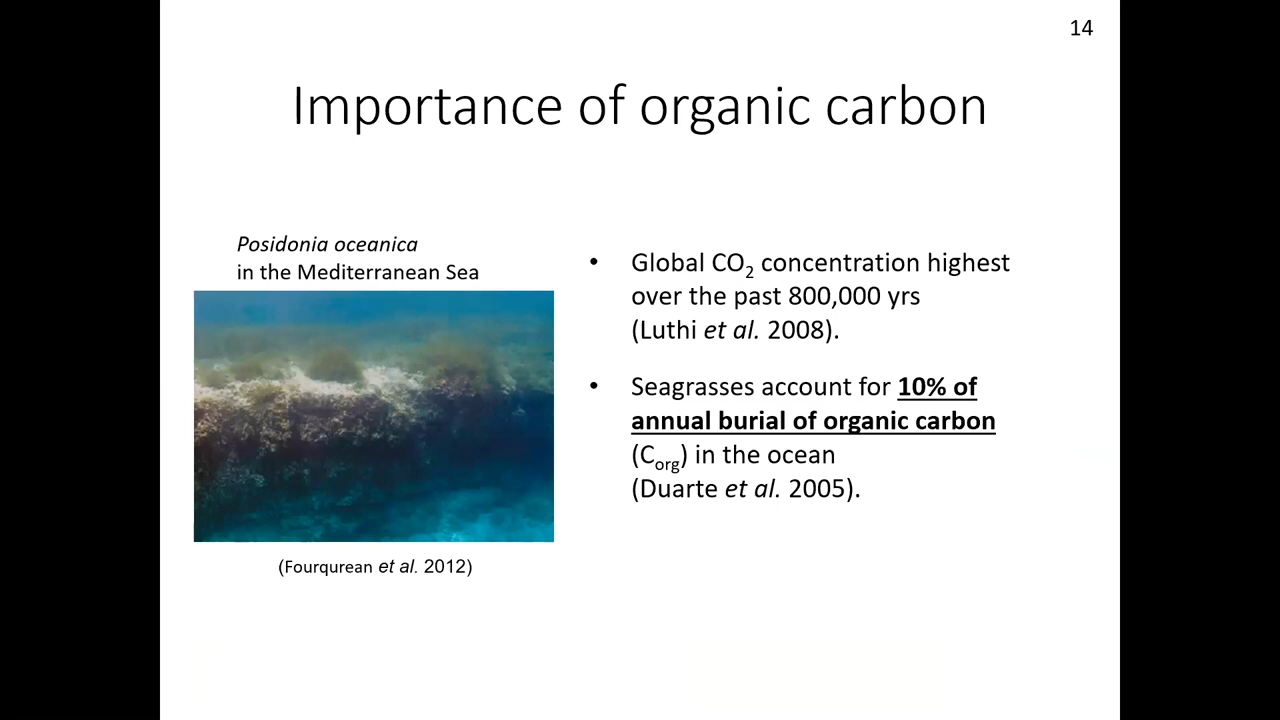 14
Importance of organic carbon
Posidonia oceanica
in the Mediterranean Sea
(Fourqurean et al. 2012)
• Global CO₂ concentration highest
over the past 800,000 yrs
(Luthi et al. 2008).
• Seagrasses account for 10% of
annual burial of organic carbon
(Corg) in the ocean
(Duarte et al. 2005).